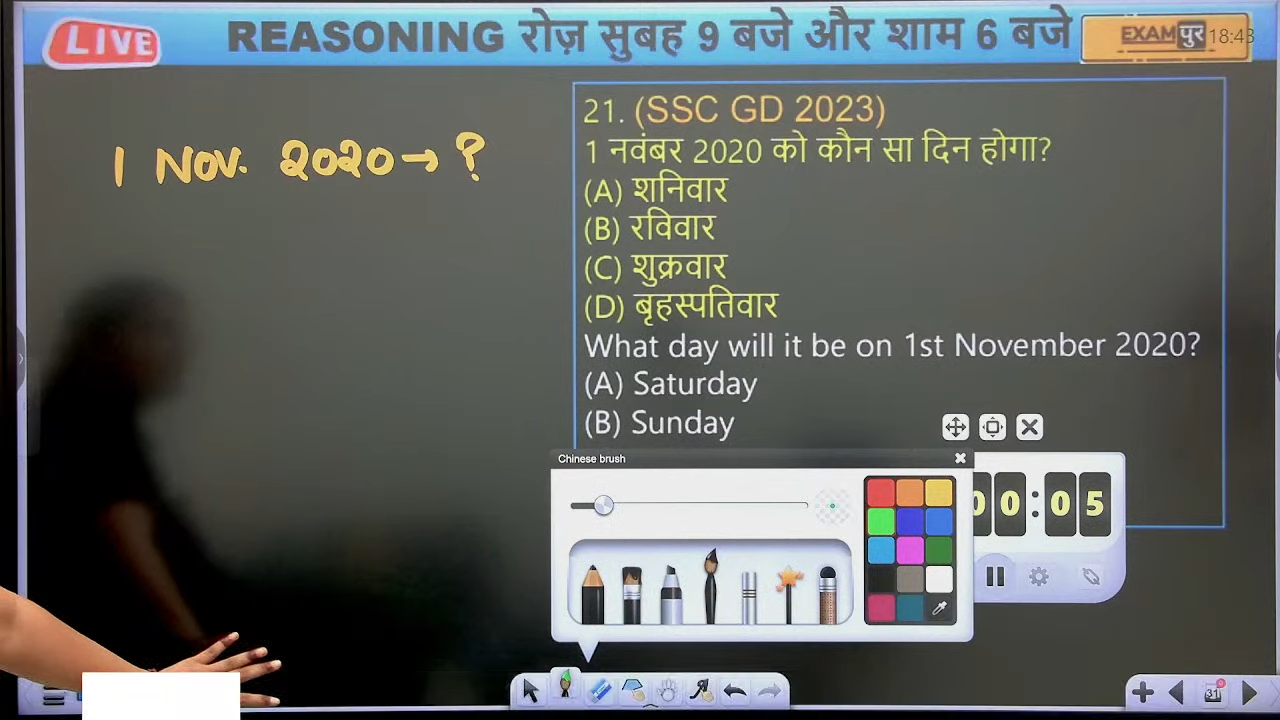 LIVE
REASONING रोज़ सुबह 9 बजे और शाम 6 बजे
EXAMपुर
18:43
1 Nov. 2020→?
21. (SSC GD 2023)
1 नवंबर 2020 को कौन सा दिन होगा?
(A) शनिवार
(B) रविवार
(C) शुक्रवार
(D) बृहस्पतिवार
What day will it be on 1st November 2020?
(A) Saturday
(B) Sunday
Chinese brush
00:05
31